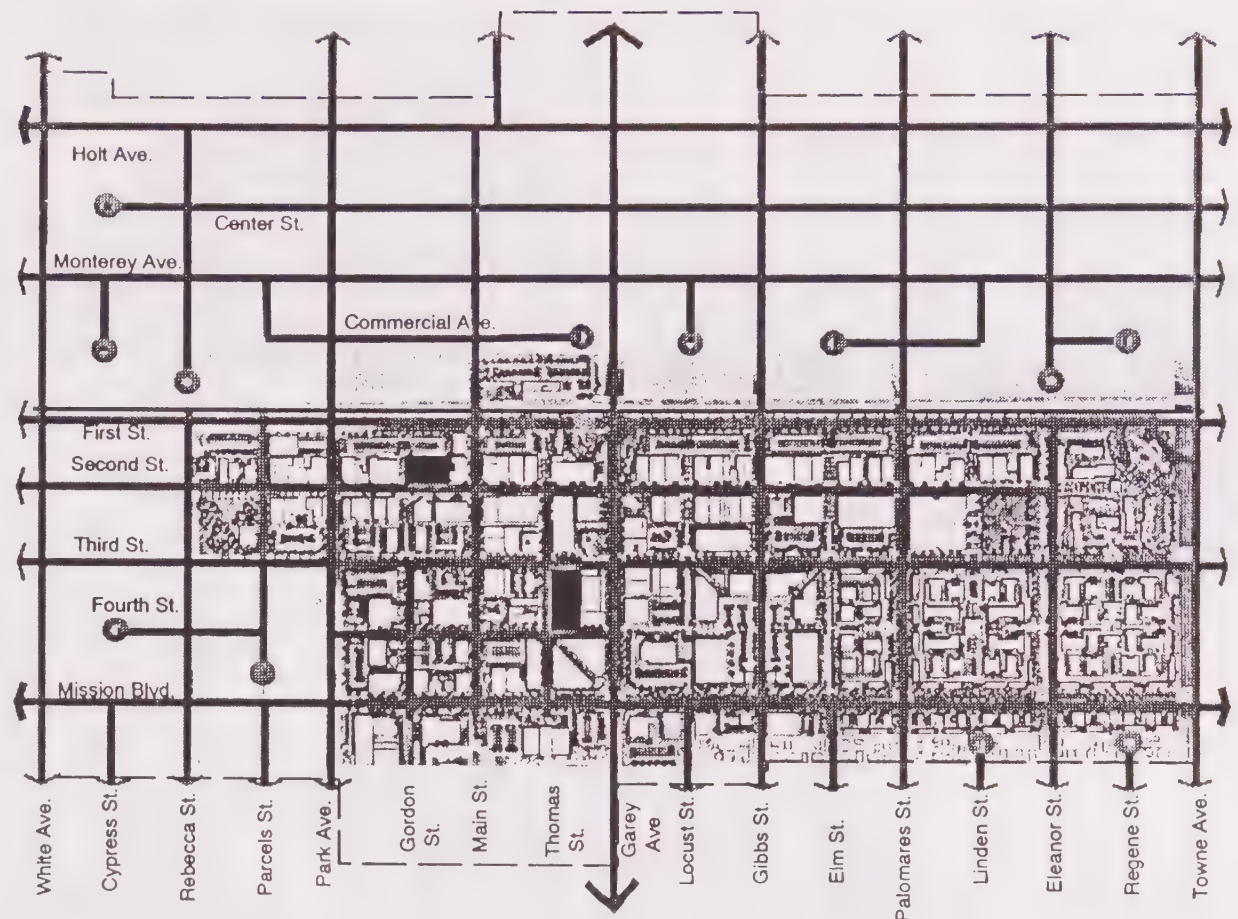 Holt Ave.
Center St.
Monterey Ave.
Commercial Ave.
First St.
Second St.
Third St.
Fourth St.
Mission Blvd.
White Ave.
Cypress St.
Rebecca St.
Parcels St.
Park Ave.
Gordon
St.
Main St.
Thomas
St.
Garey
Ave
Locust St.
Gibbs St.
Elm St.
Palomares St.
Linden St.
Eleanor St.
Regene St.
Towne Ave.